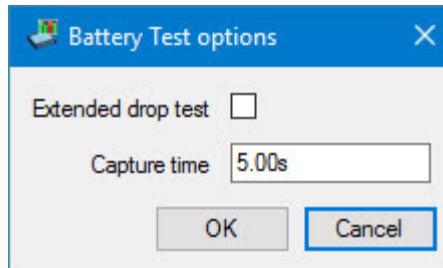 Battery Test options
Extended drop test
Capture time 5.00s
OK Cancel